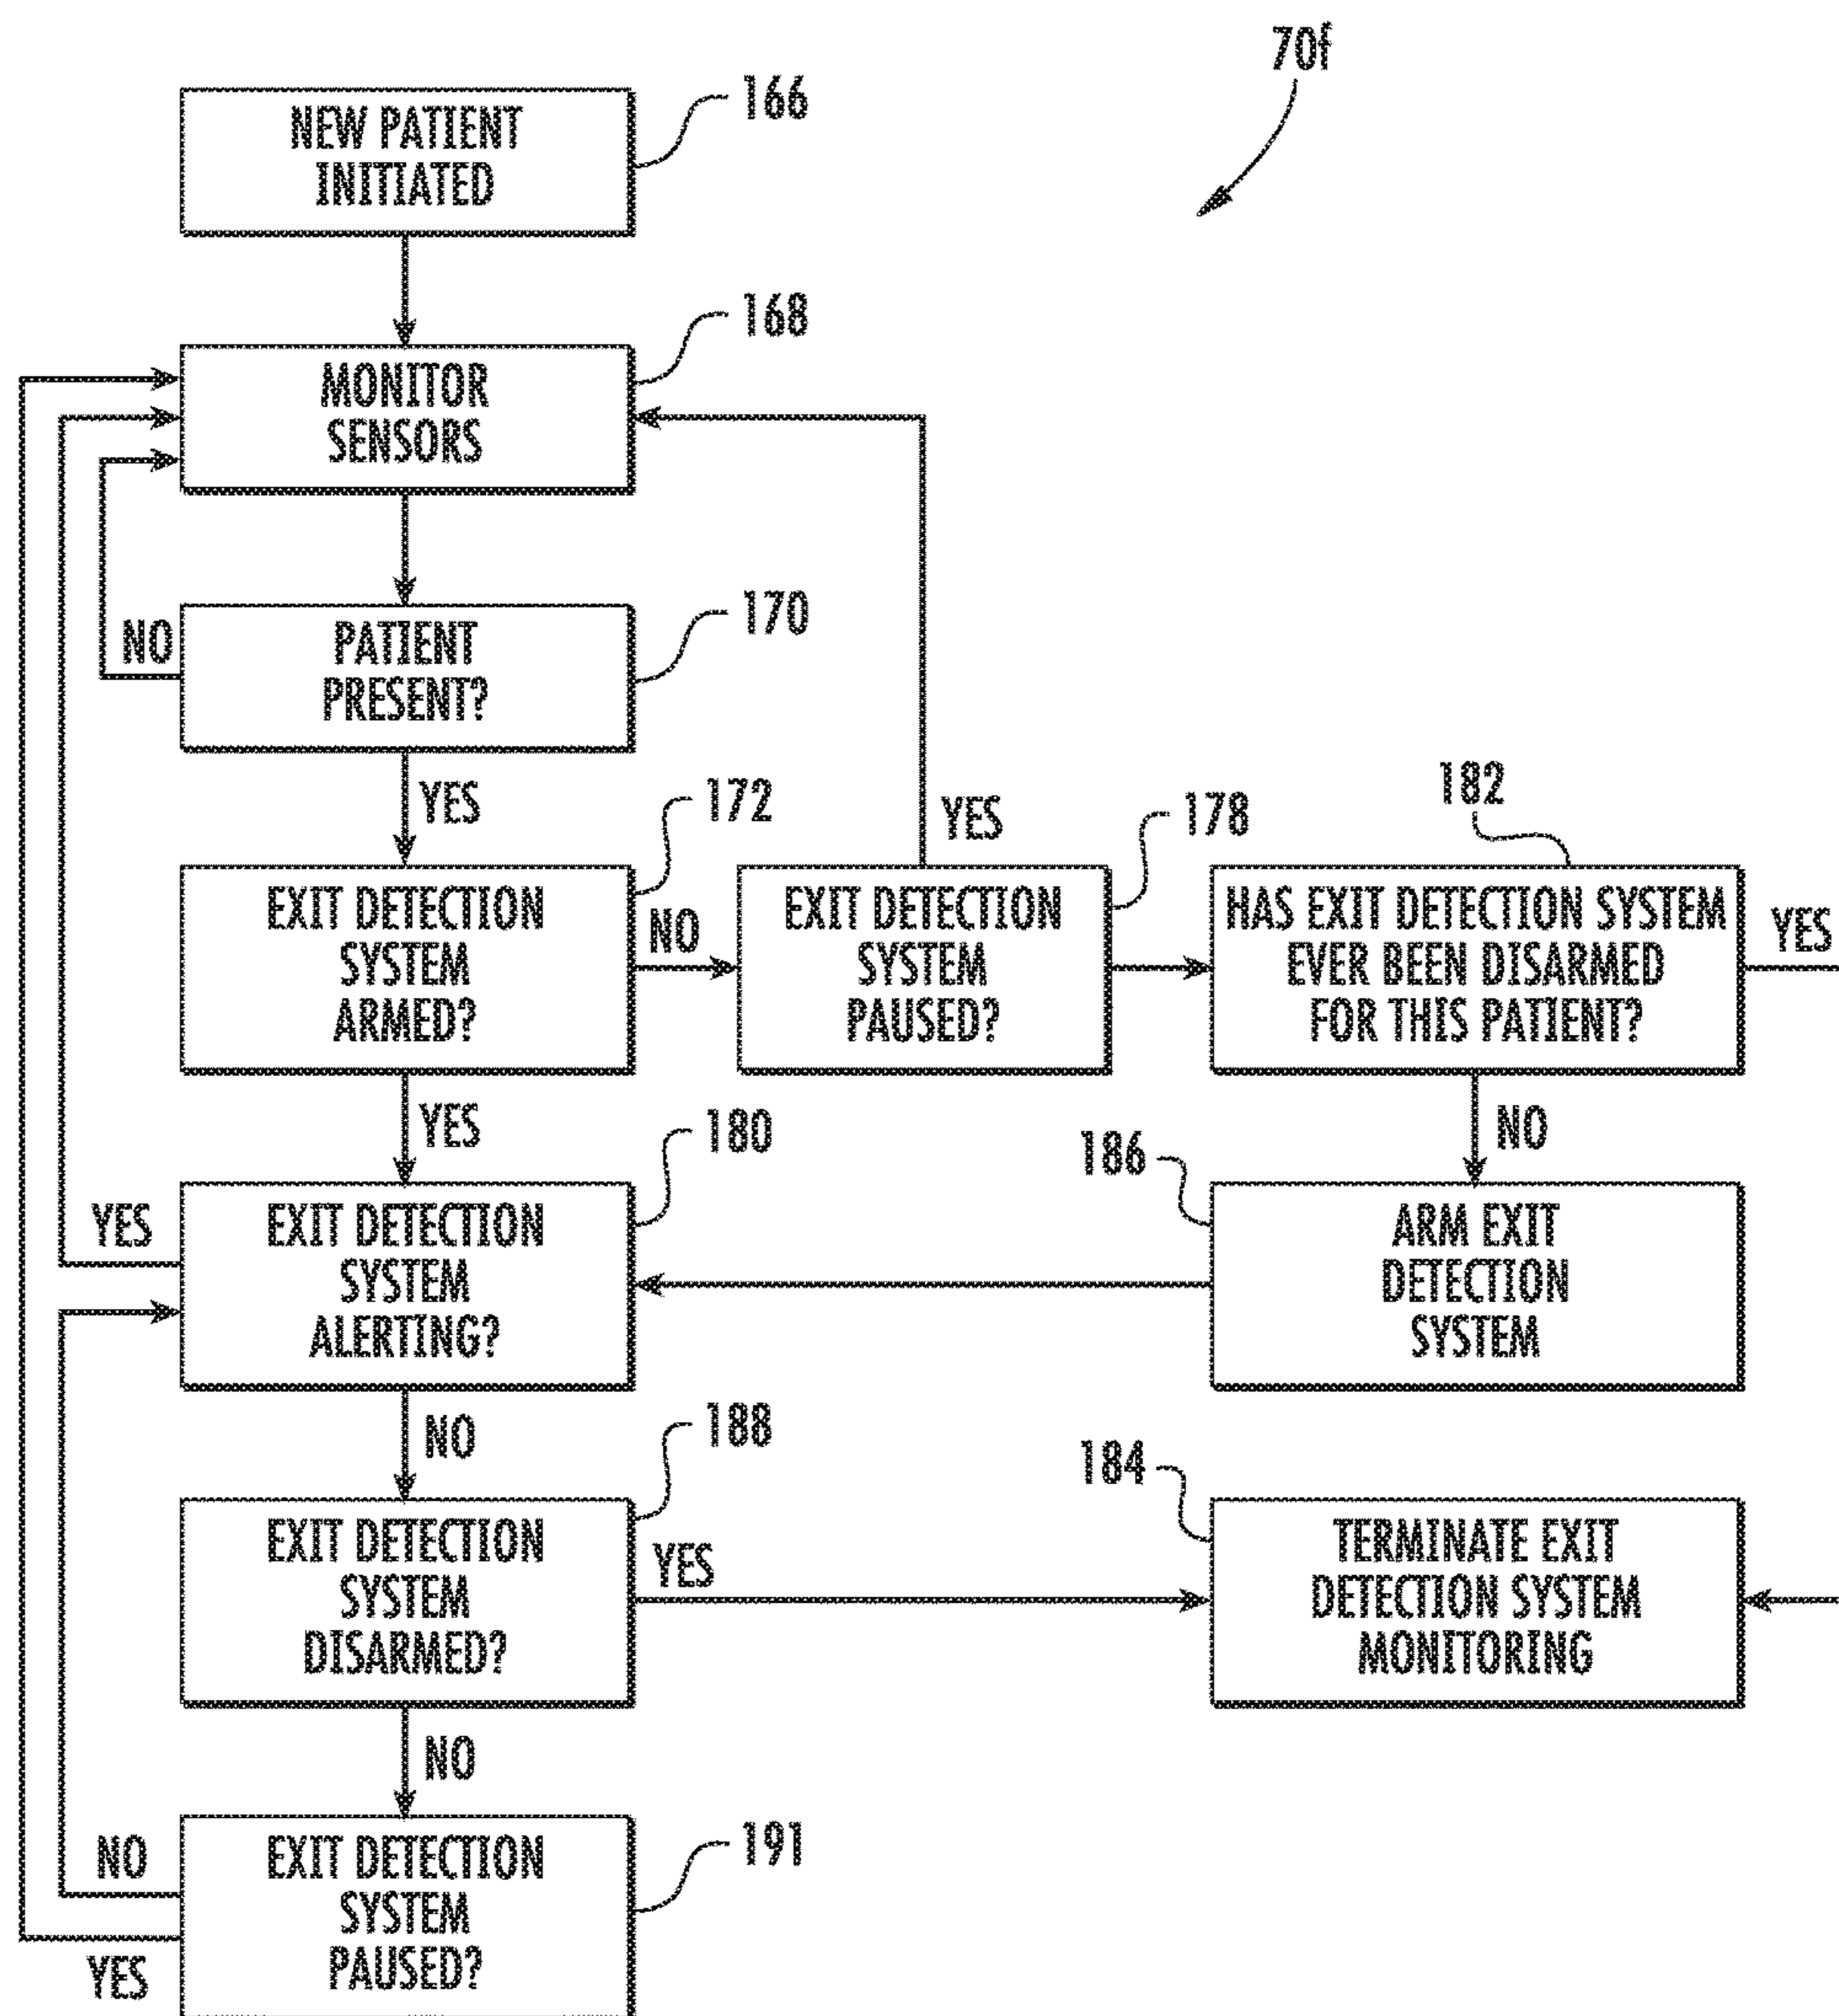 70f
NEW PATIENT
INITIATED
166
MONITOR
SENSORS
168
NO
PATIENT
PRESENT?
170
YES
172
YES
178
182
EXIT DETECTION
SYSTEM
ARMED?
NO
EXIT DETECTION
SYSTEM
PAUSED?
HAS EXIT DETECTION SYSTEM
EVER BEEN DISARMED
FOR THIS PATIENT?
YES
YES
180
186
NO
YES
EXIT DETECTION
SYSTEM
ALERTING?
ARM EXIT
DETECTION
SYSTEM
NO
188
184
EXIT DETECTION
SYSTEM
DISARMED?
YES
TERMINATE EXIT
DETECTION SYSTEM
MONITORING
NO
NO
YES
EXIT DETECTION
SYSTEM
PAUSED?
191